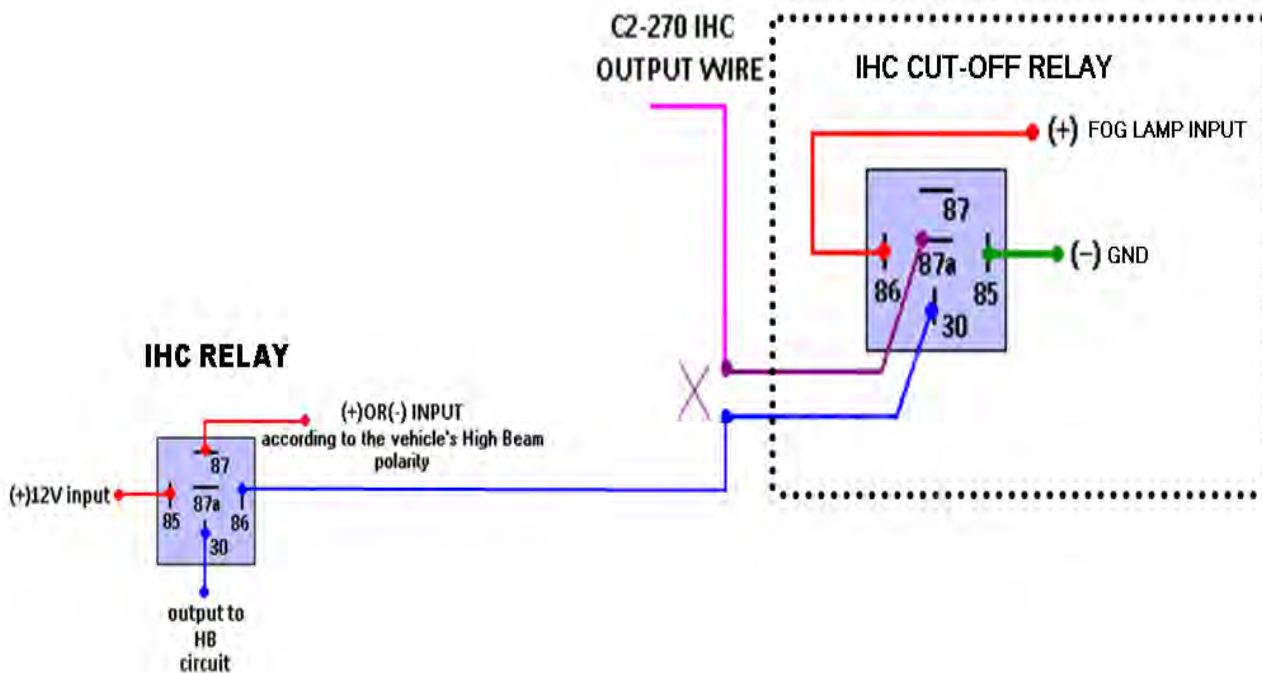 C2-270 IHC
OUTPUT WIRE
IHC CUT-OFF RELAY
(+) FOG LAMP INPUT
87
87a
86
85
30
(-) GND
IHC RELAY
(+)OR(-) INPUT
according to the vehicle's High Beam
polarity
(+)12V input
87
87a
85
86
30
output to
HB
circuit